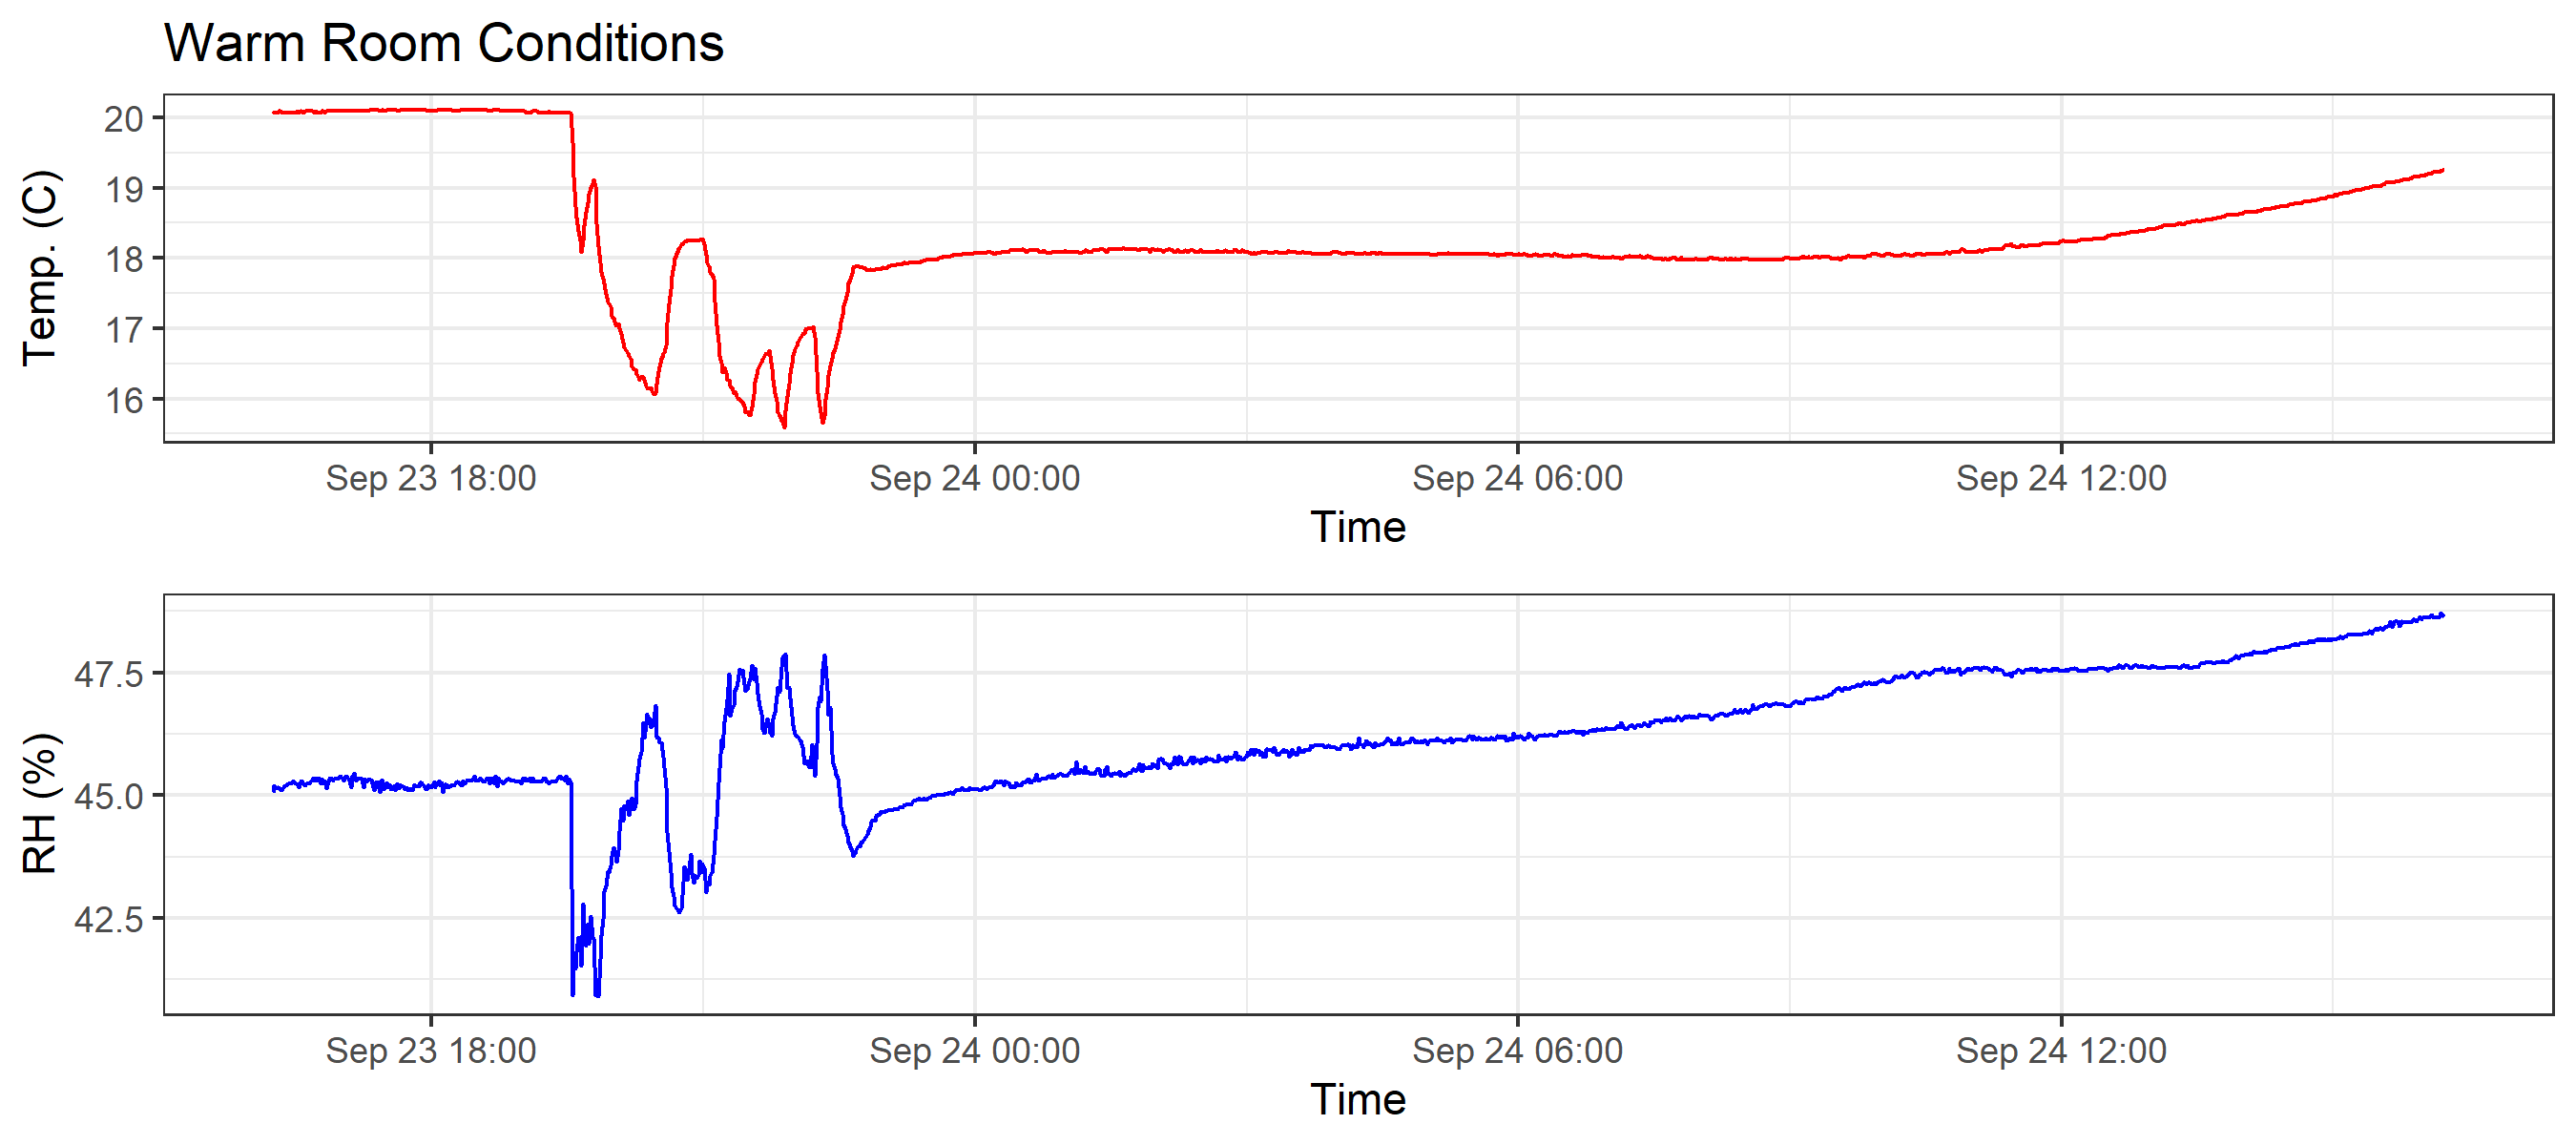 Warm Room Conditions
Temp. (C)
20
19
18
17
16
Sep 23 18:00 Sep 24 00:00 Sep 24 06:00 Sep 24 12:00
Time
RH (%)
47.5
45.0
42.5
Sep 23 18:00 Sep 24 00:00 Sep 24 06:00 Sep 24 12:00
Time